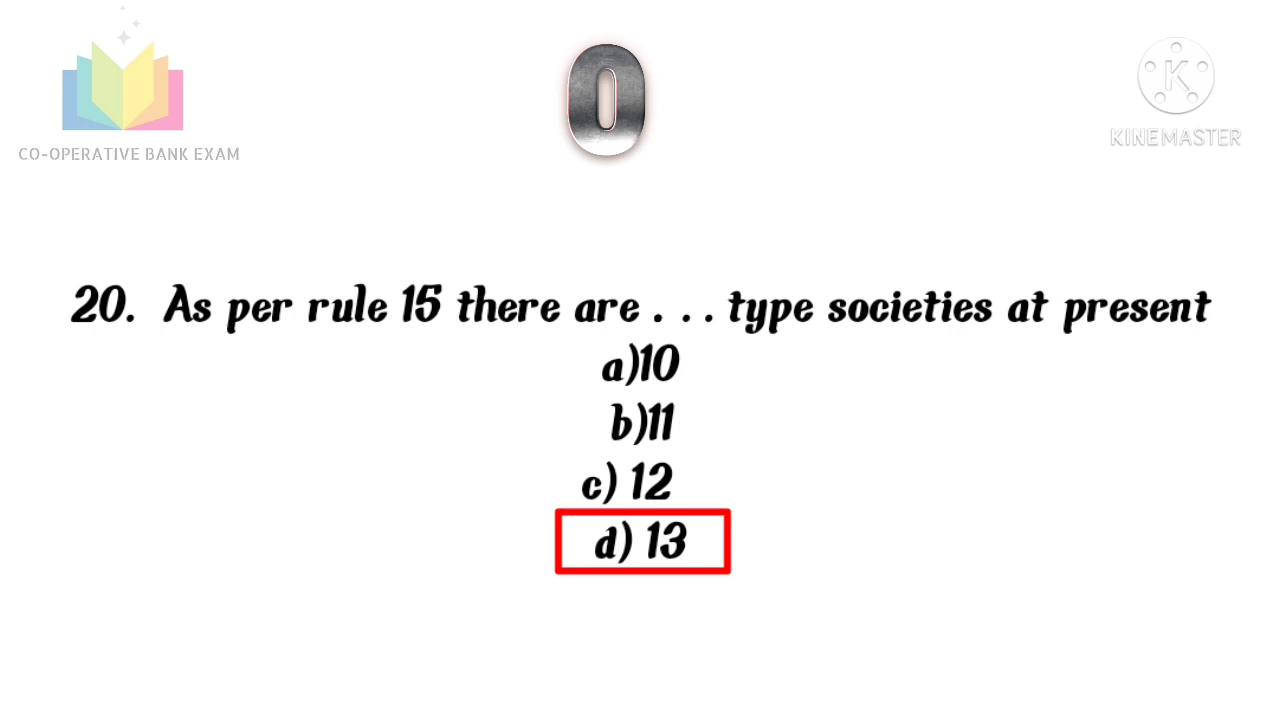 0
KINEMASTER
CO-OPERATIVE BANK EXAM
20. As per rule 15 there are . . . type societies at present
a)10
b)11
c) 12
d) 13